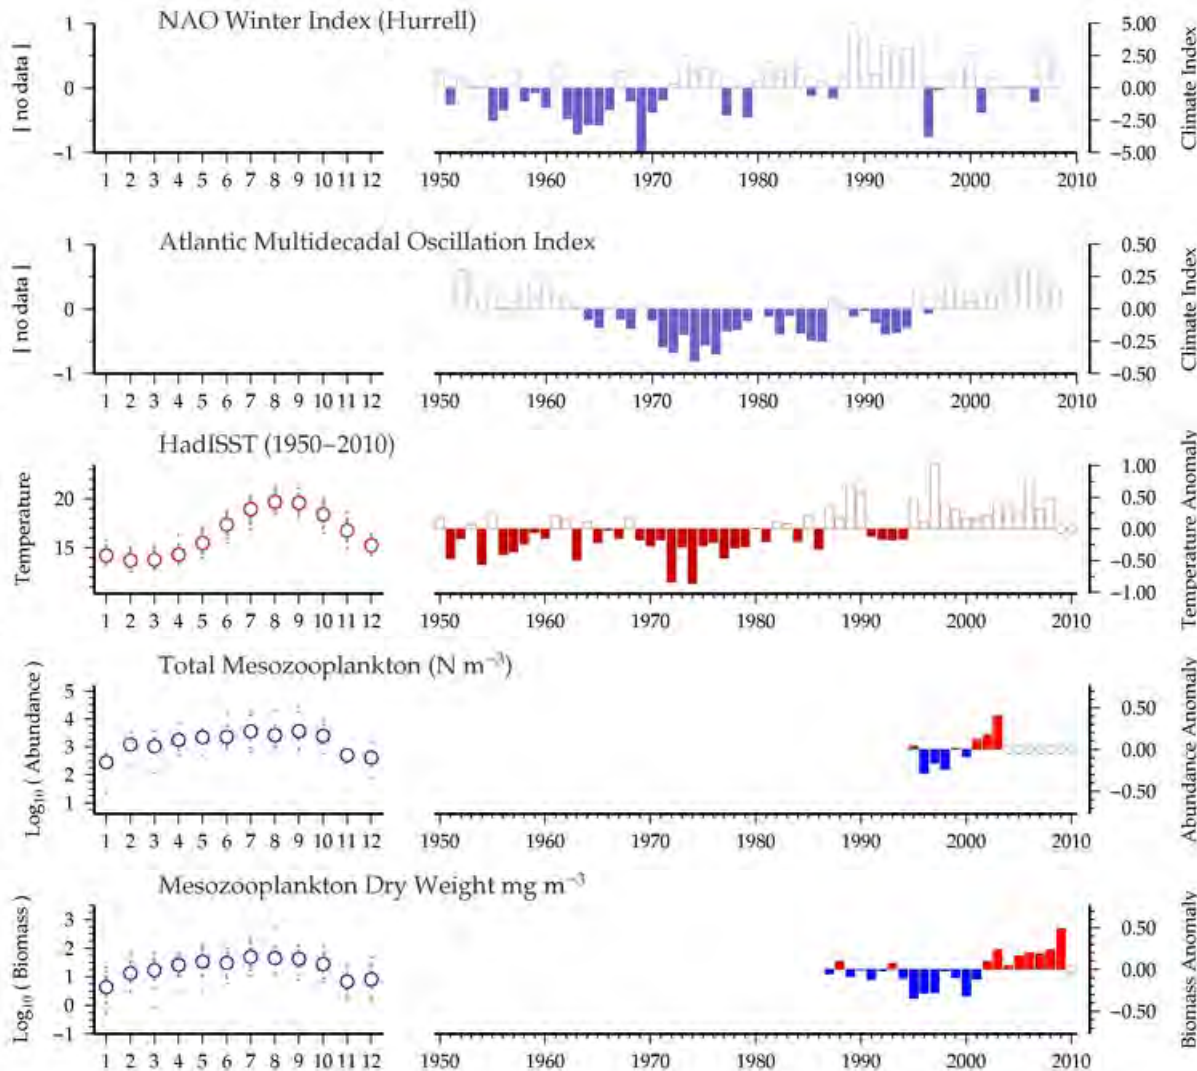 NAO Winter Index (Hurrell)
[ no data ]
1
0
−1
1 2 3 4 5 6 7 8 9 10 11 12
1950 1960 1970 1980 1990 2000 2010
5.00
2.50
0.00
−2.50
−5.00
Climate Index
Atlantic Multidecadal Oscillation Index
[ no data ]
1
0
−1
1 2 3 4 5 6 7 8 9 10 11 12
1950 1960 1970 1980 1990 2000 2010
0.50
0.25
0.00
−0.25
−0.50
Climate Index
HadISST (1950−2010)
Temperature
20
15
1 2 3 4 5 6 7 8 9 10 11 12
1950 1960 1970 1980 1990 2000 2010
1.00
0.50
0.00
−0.50
−1.00
Temperature Anomaly
Total Mesozooplankton (N m⁻³)
Log₁₀ ( Abundance )
5
4
3
2
1
1 2 3 4 5 6 7 8 9 10 11 12
1950 1960 1970 1980 1990 2000 2010
0.50
0.00
−0.50
Abundance Anomaly
Mesozooplankton Dry Weight mg m⁻³
Log₁₀ (Biomass )
3
2
1
0
−1
1 2 3 4 5 6 7 8 9 10 11 12
1950 1960 1970 1980 1990 2000 2010
0.50
0.00
−0.50
Biomass Anomaly